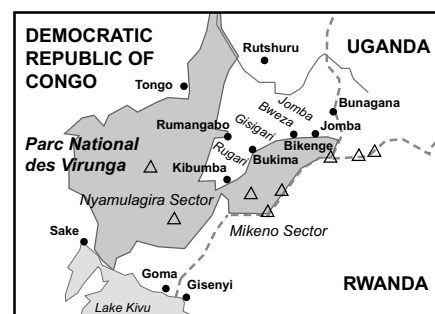 DEMOCRATIC
REPUBLIC OF
CONGO
Rutshuru
UGANDA
Tongo
Bunagana
Jomba
Bweza
Jomba
Rumangabo
Gisigari
Bikenge
Parc National
des Virunga
Rugari
Bukima
Kibumba
Nyamulagira Sector
Mikeno Sector
Sake
Goma
Gisenyi
RWANDA
Lake Kivu